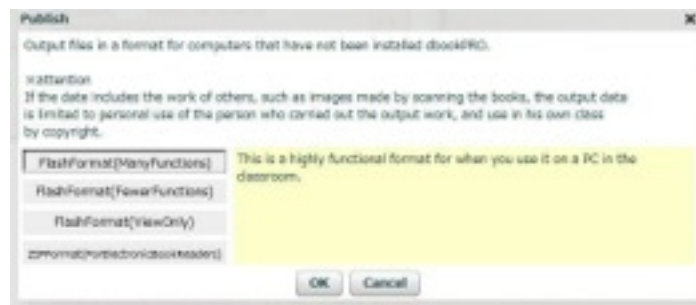 Publish
Output files in a format for computers that have not been installed dbookPRO.
※attention
If the date includes the work of others, such as images made by scanning the books, the output data
is limited to personal use of the person who carried out the output work, and use in his own class
by copyright.
FlashFormat(ManyFunctions)
This is a highly functional format for when you use it on a PC in the
classroom.
FlashFormat(FewerFunctions)
FlashFormat(ViewOnly)
ZIPFormat(ForElectronicBookReaders)
OK
Cancel